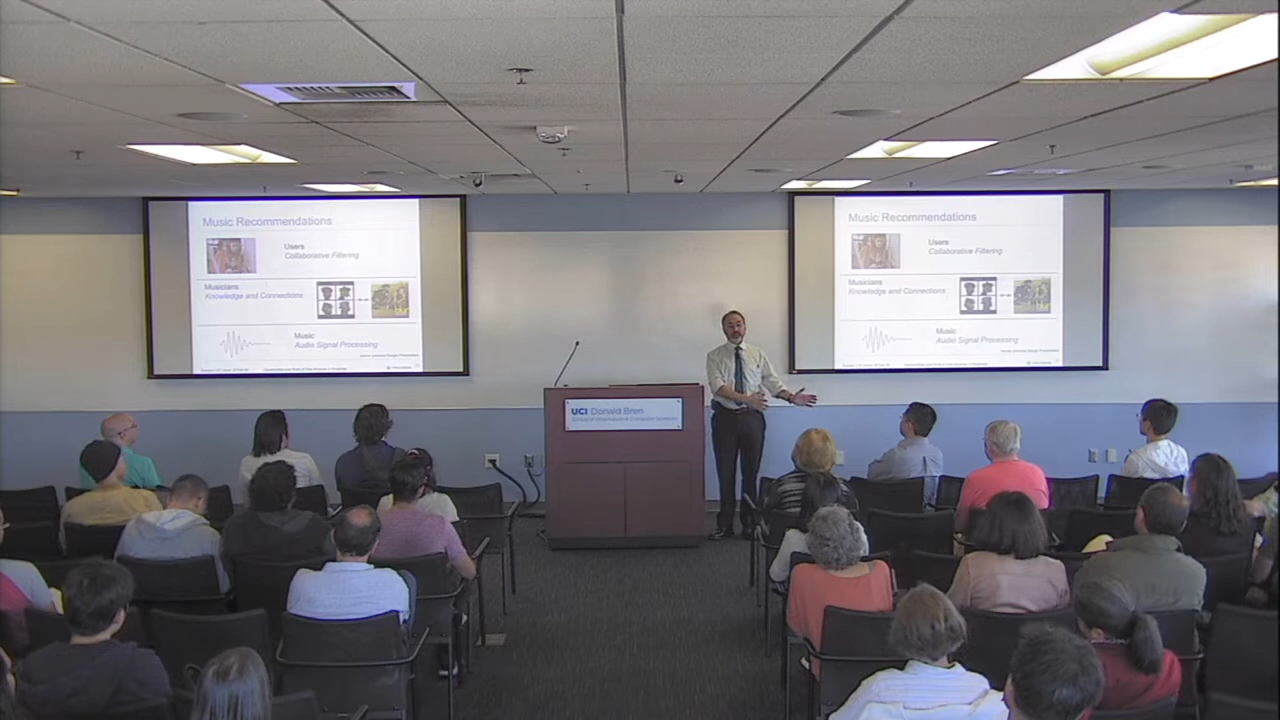 Music Recommendations
Users
Collaborative Filtering
Musicians
Knowledge and Connections
Music
Audio Signal Processing
UCI Donald Bren
Music Recommendations
Users
Collaborative Filtering
Musicians
Knowledge and Connections
Music
Audio Signal Processing